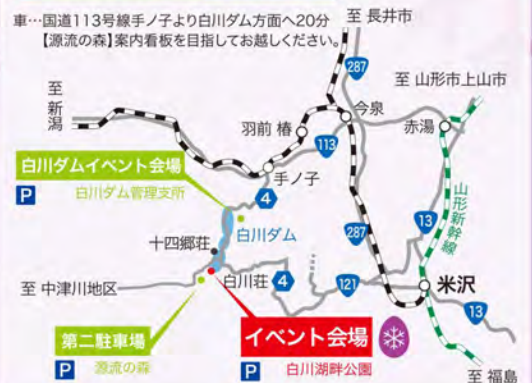 車…国道113号線手ノ子より白川ダム方面へ20分
【源流の森】案内看板を目指してお越しください。
至 長井市
287
至 山形市上山市
至 新潟
今泉
羽前 椿
赤湯
113
白川ダムイベント会場
手ノ子
P
白川ダム管理支所
4
山形新幹線
白川ダム
13
287
十四郷荘
白川荘
4
121
米沢
至 中津川地区
13
第二駐車場
イベント会場
P
源流の森
P
白川湖畔公園
至 福島